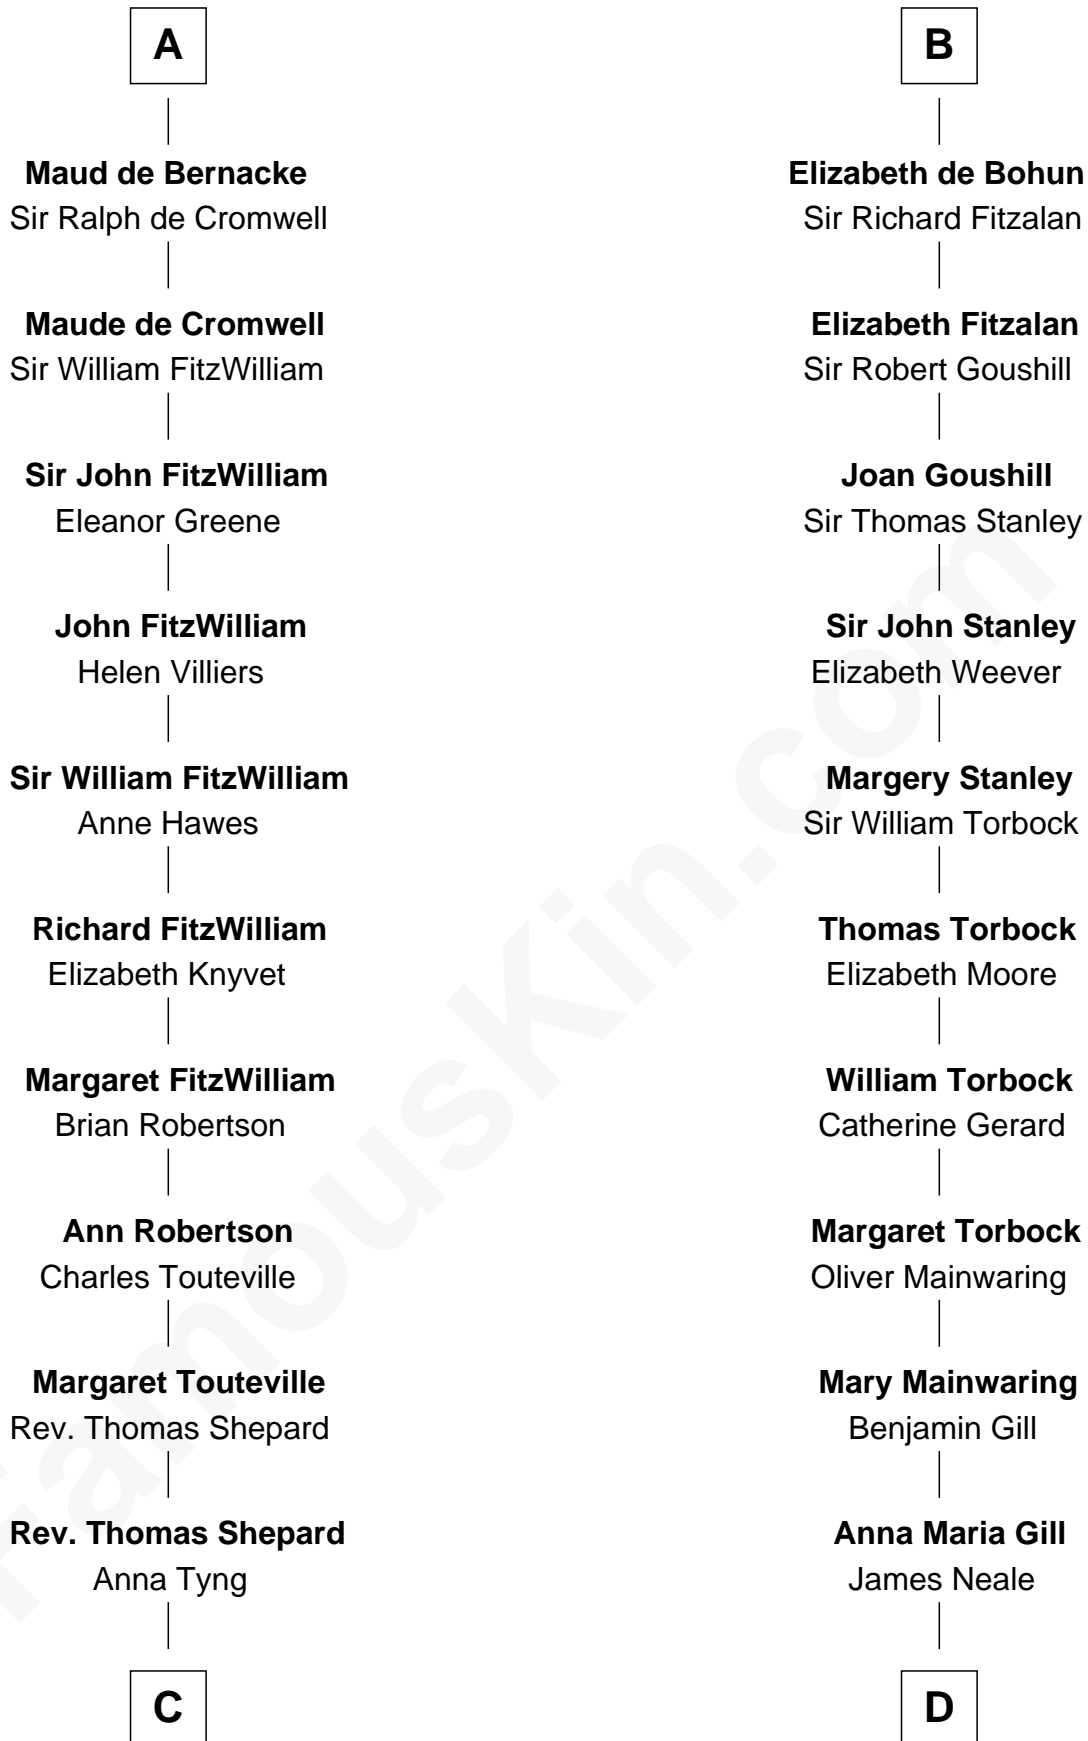 A
Maud de Bernacke
Sir Ralph de Cromwell
Maude de Cromwell
Sir William FitzWilliam
Sir John FitzWilliam
Eleanor Greene
John FitzWilliam
Helen Villiers
Sir William FitzWilliam
Anne Hawes
Richard FitzWilliam
Elizabeth Knyvet
Margaret FitzWilliam
Brian Robertson
Ann Robertson
Charles Touteville
Margaret Touteville
Rev. Thomas Shepard
Rev. Thomas Shepard
Anna Tyng
C
B
Elizabeth de Bohun
Sir Richard Fitzalan
Elizabeth Fitzalan
Sir Robert Goushill
Joan Goushill
Sir Thomas Stanley
Sir John Stanley
Elizabeth Weever
Margery Stanley
Sir William Torbock
Thomas Torbock
Elizabeth Moore
William Torbock
Catherine Gerard
Margaret Torbock
Oliver Mainwaring
Mary Mainwaring
Benjamin Gill
Anna Maria Gill
James Neale
D
FamousKin.com